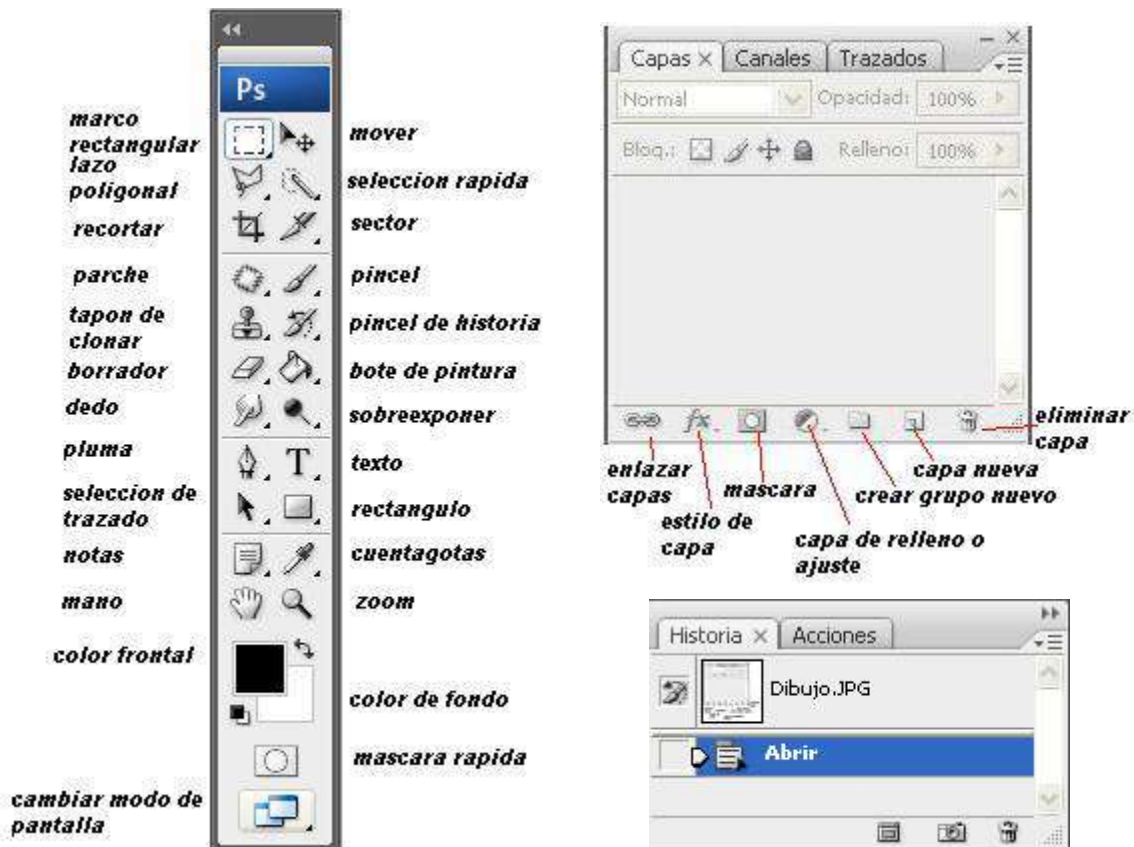 Ps
marco
rectangular
lazo
poligonal
recortar
parche
tapon de
clonar
borrador
dedo
pluma
seleccion de
trazado
notas
mano
color frontal
cambiar modo de
pantalla
mover
seleccion rapida
sector
pincel
pincel de historia
bote de pintura
sobreexponer
T
texto
rectangulo
cuentagotas
zoom
color de fondo
mascara rapida
Capas × Canales Trazados
Normal Opacidad: 100%
Bloq.: Relleno: 100%
fx
eliminar
capa
enlazar
capas
estilo de
capa
mascara
capa de relleno o
ajuste
crear grupo nuevo
capa nueva
Historia × Acciones
Dibujo.JPG
Abrir